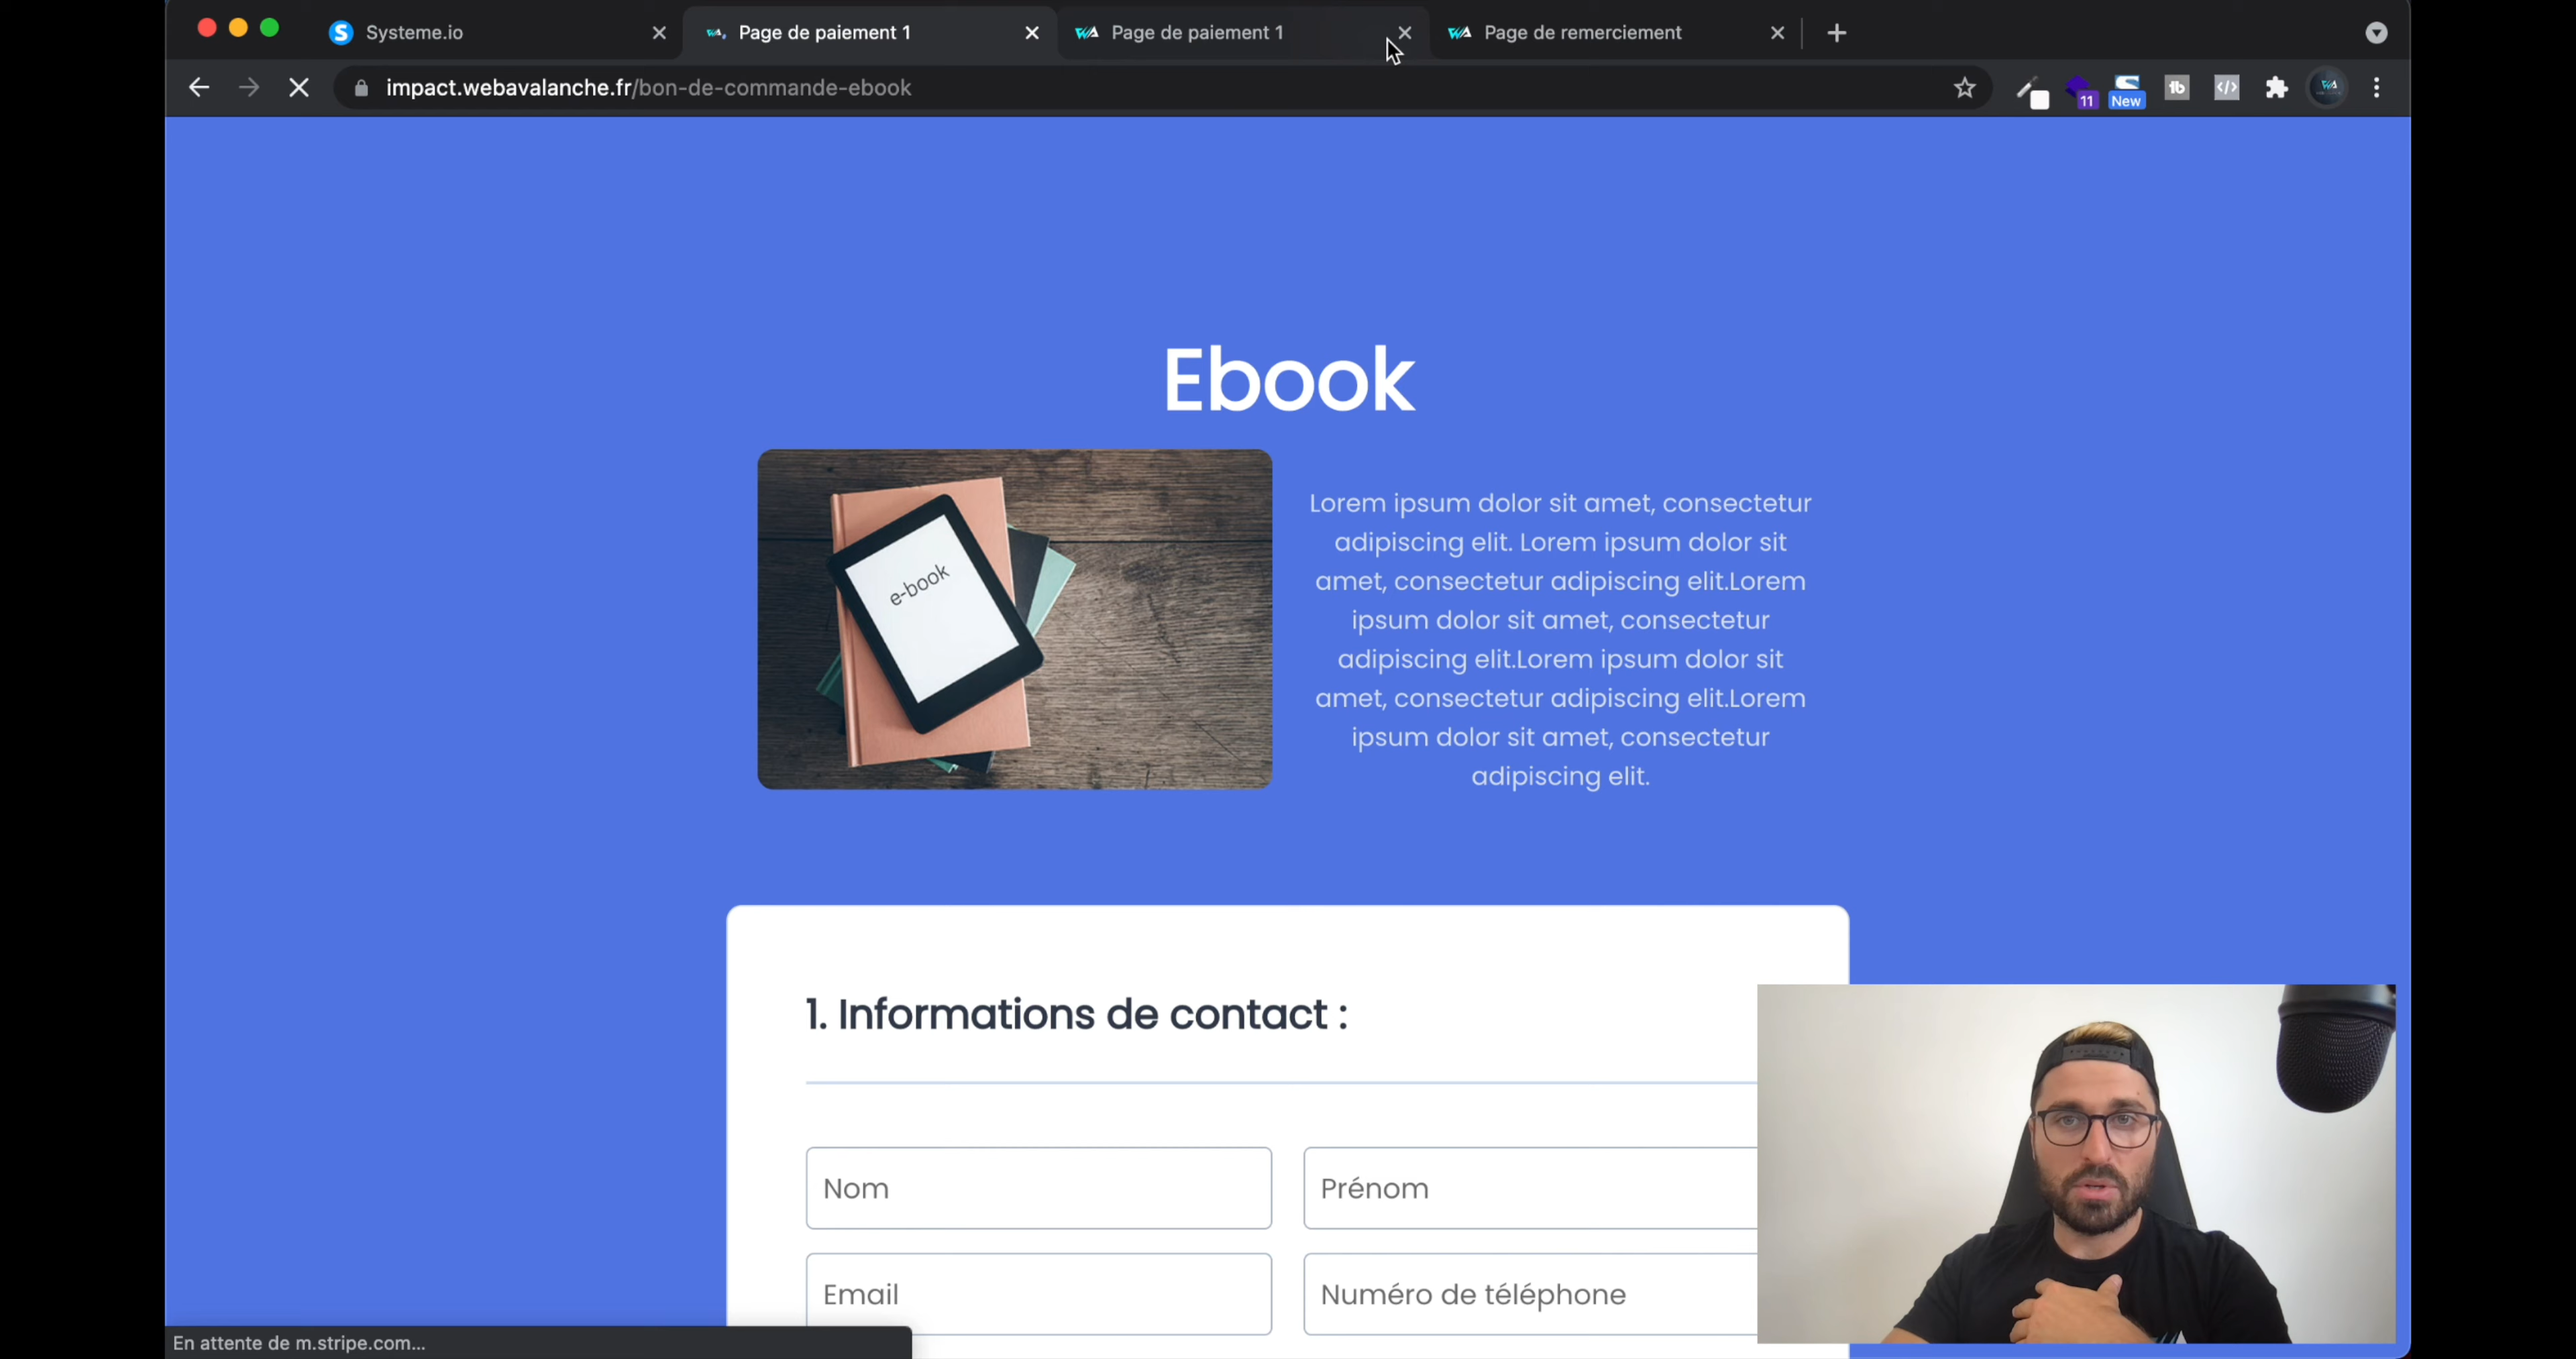 Systeme.io
Page de paiement 1
Page de paiement 1
Page de remerciement
impact.webavalanche.fr/bon-de-commande-ebook
11
New
Ebook
e-book
Lorem ipsum dolor sit amet, consectetur
adipiscing elit. Lorem ipsum dolor sit
amet, consectetur adipiscing elit.Lorem
ipsum dolor sit amet, consectetur
adipiscing elit.Lorem ipsum dolor sit
amet, consectetur adipiscing elit.Lorem
ipsum dolor sit amet, consectetur
adipiscing elit.
1. Informations de contact :
Nom
Prénom
Email
Numéro de téléphone
En attente de m.stripe.com...